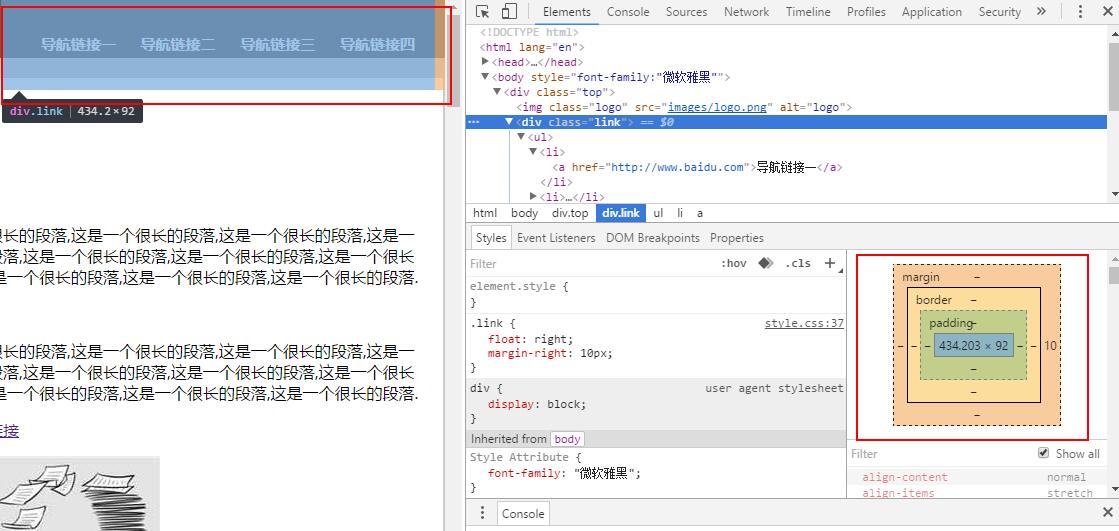 导航链接一 导航链接二 导航链接三 导航链接四
div.link 434.2×92
很长的段落,这是一个很长的段落,这是一个很长的段落,这是一
段落,这是一个很长的段落,这是一个很长的段落,这是一个很长
是一个很长的段落,这是一个很长的段落,这是一个很长的段落.
很长的段落,这是一个很长的段落,这是一个很长的段落,这是一
段落,这是一个很长的段落,这是一个很长的段落,这是一个很长
是一个很长的段落,这是一个很长的段落,这是一个很长的段落.
链接
Elements Console Sources Network Timeline Profiles Application Security »
<!DOCTYPE html>
<html lang="en">
▶<head>…</head>
▼<body style="font-family:"微软雅黑"">
▼<div class="top">
<img class="logo" src="images/logo.png" alt="logo">
… ▼<div class="link"> == $0
▼<ul>
▼<li>
<a href="http://www.baidu.com">导航链接一</a>
</li>
▶<li>…</li>
html body div.top div.link ul li a
Styles Event Listeners DOM Breakpoints Properties
Filter :hov .cls +
element.style {
}
.link { style.css:37
float: right;
margin-right: 10px;
}
div { user agent stylesheet
display: block;
}
Inherited from body
Style Attribute {
font-family: "微软雅黑";
}
margin –
border –
padding–
– – – 434.203 × 92 – – 10
–
–
–
Filter Show all
align-content normal
align-items stretch
Console